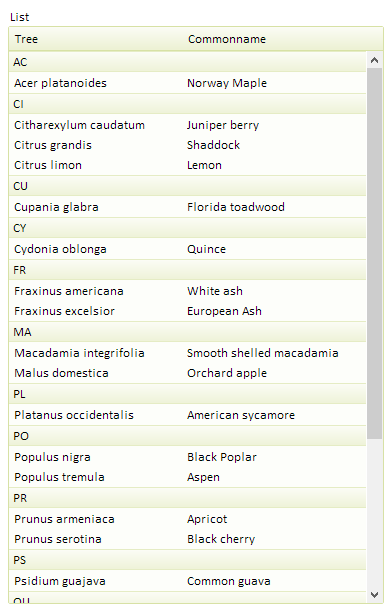 List
Tree Commonname
AC
Acer platanoides Norway Maple
CI
Citharexylum caudatum Juniper berry
Citrus grandis Shaddock
Citrus limon Lemon
CU
Cupania glabra Florida toadwood
CY
Cydonia oblonga Quince
FR
Fraxinus americana White ash
Fraxinus excelsior European Ash
MA
Macadamia integrifolia Smooth shelled macadamia
Malus domestica Orchard apple
PL
Platanus occidentalis American sycamore
PO
Populus nigra Black Poplar
Populus tremula Aspen
PR
Prunus armeniaca Apricot
Prunus serotina Black cherry
PS
Psidium guajava Common guava
QU